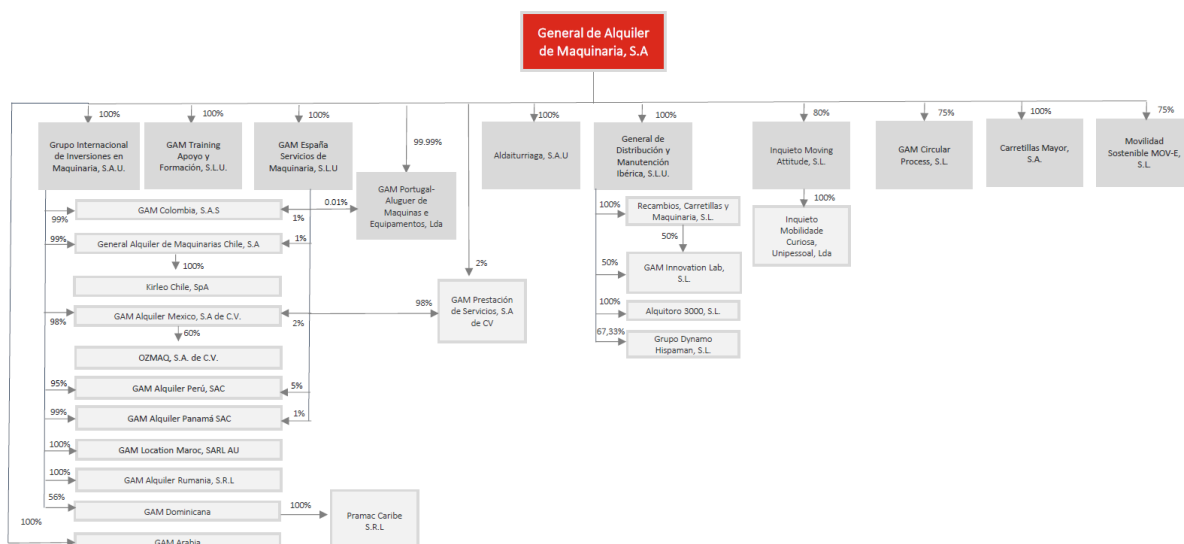 General de Alquiler
de Maquinaria, S.A
100%
100%
100%
99.99%
100%
100%
80%
75%
100%
75%
Grupo Internacional
de Inversiones en
Maquinaria, S.A.U.
GAM Training
Apoyo y
Formación, S.L.U.
GAM España
Servicios de
Maquinaria, S.L.U
GAM Portugal-
Aluguer de
Maquinas e
Equipamentos, Lda
Aldaiturriaga, S.A.U
General de
Distribución y
Manutención
Ibérica, S.L.U.
Inquieto Moving
Attitude, S.L.
GAM Circular
Process, S.L.
Carretillas Mayor,
S.A.
Movilidad
Sostenible MOV-E,
S.L.
99%
GAM Colombia, S.A.S
1%
0.01%
99%
General Alquiler de Maquinarias Chile, S.A
1%
100%
Kirleo Chile, SpA
98%
GAM Alquiler Mexico, S.A de C.V.
2%
98%
2%
GAM Prestación
de Servicios, S.A
de CV
60%
OZMAQ, S.A. de C.V.
95%
GAM Alquiler Perú, SAC
5%
99%
GAM Alquiler Panamá SAC
1%
100%
GAM Location Maroc, SARL AU
100%
GAM Alquiler Rumania, S.R.L
56%
GAM Dominicana
100%
Pramac Caribe
S.R.L
100%
GAM Arabia
100%
Recambios, Carretillas y
Maquinaria, S.L.
50%
50%
GAM Innovation Lab,
S.L.
100%
Alquitoro 3000, S.L.
67,33%
Grupo Dynamo
Hispaman, S.L.
100%
Inquieto
Mobilidade
Curiosa,
Unipessoal, Lda